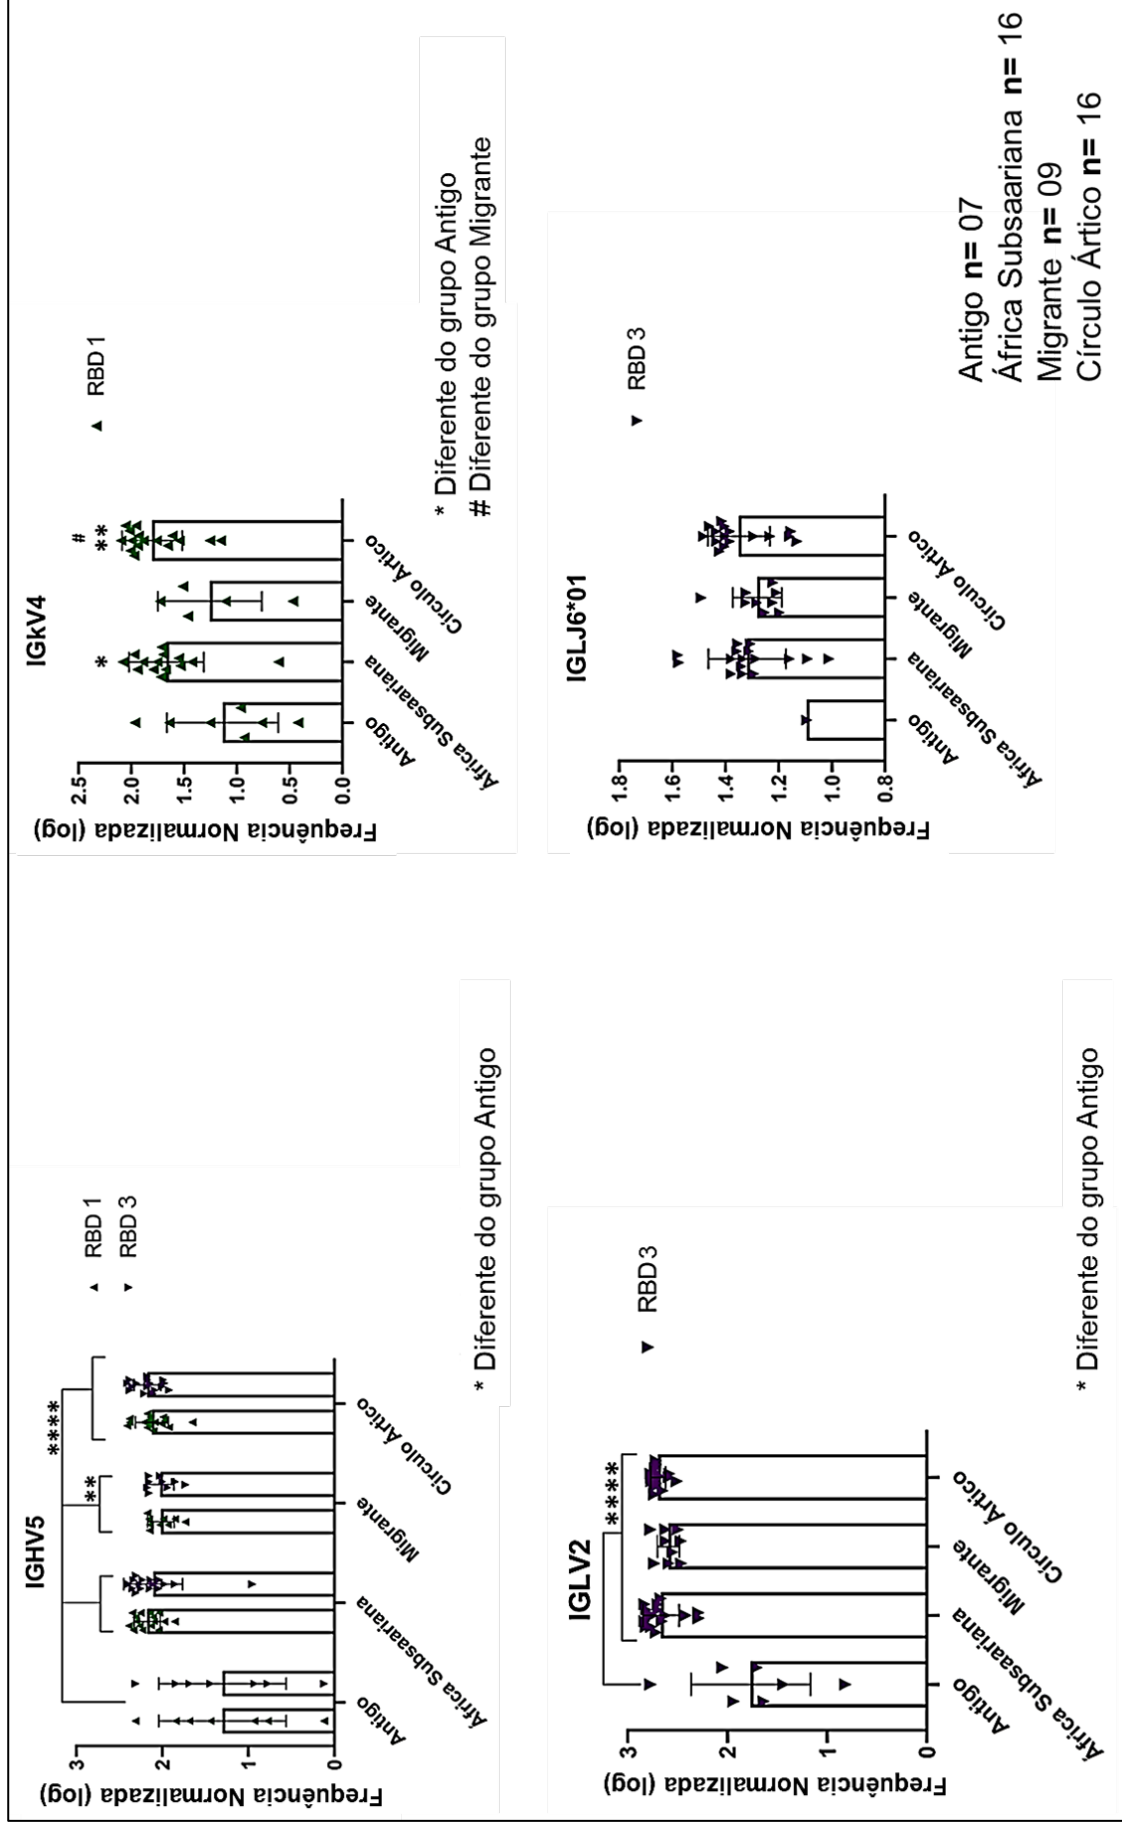 IGHV5
Frequência Normalizada (log)
3
2
1
0
****
**
Antigo
África Subsaariana
Migrante
Círculo Ártico
RBD 1
RBD 3
* Diferente do grupo Antigo
IGkV4
Frequência Normalizada (log)
2.5
2.0
1.5
1.0
0.5
0.0
*
#
**
Antigo
África Subsaariana
Migrante
Círculo Ártico
RBD 1
* Diferente do grupo Antigo
# Diferente do grupo Migrante
IGLV2
Frequência Normalizada (log)
3
2
1
0
****
Antigo
África Subsaariana
Migrante
Círculo Ártico
RBD 3
* Diferente do grupo Antigo
IGLJ6*01
Frequência Normalizada (log)
1.8
1.6
1.4
1.2
1.0
0.8
Antigo
África Subsaariana
Migrante
Círculo Ártico
RBD 3
Antigo n= 07
África Subsaariana n= 16
Migrante n= 09
Círculo Ártico n= 16